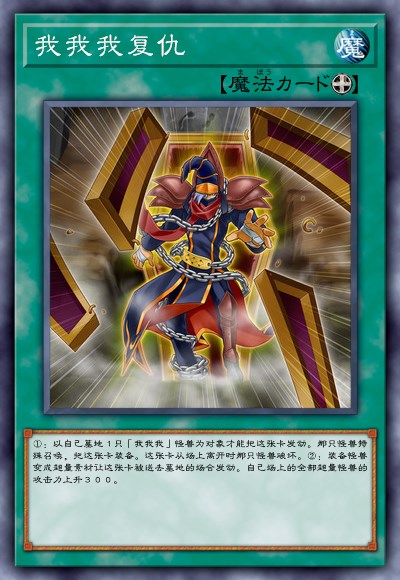 我我我复仇
魔
【魔法カード】
まほう
①：以自己墓地１只「我我我」怪兽为对象才能把这张卡发动。那只怪兽特
殊召唤，把这张卡装备。这张卡从场上离开时那只怪兽破坏。②：装备怪兽
变成超量素材让这张卡被送去墓地的场合发动。自己场上的全部超量怪兽的
攻击力上升３００。